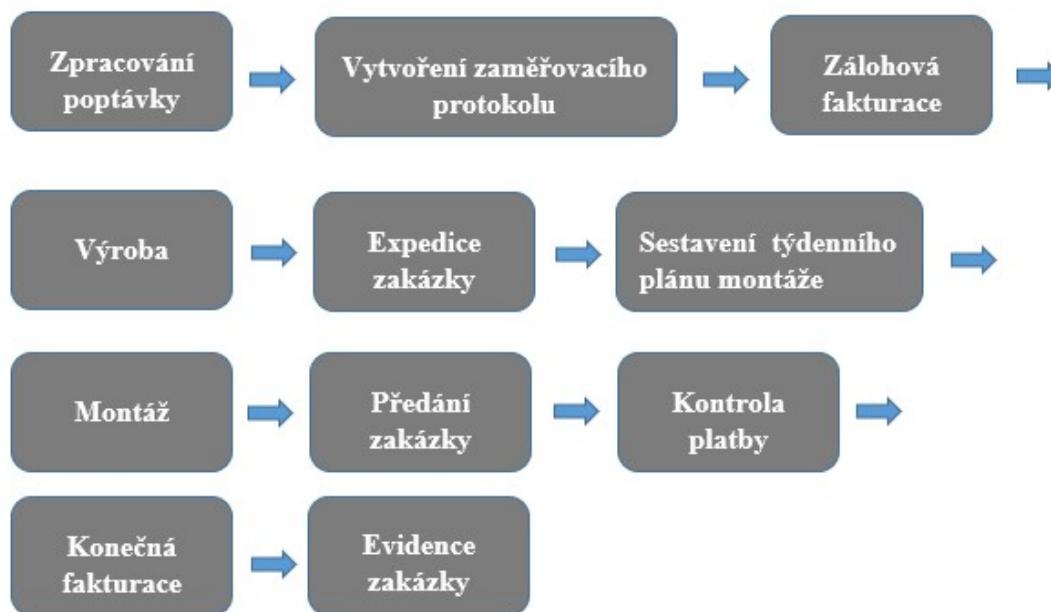 Zpracování
poptávky
Vytvoření zaměřovacího
protokolu
Zálohová
fakturace
Výroba
Expedice
zakázky
Sestavení týdenního
plánu montáže
Montáž
Předání
zakázky
Kontrola
platby
Konečná
fakturace
Evidence
zakázky